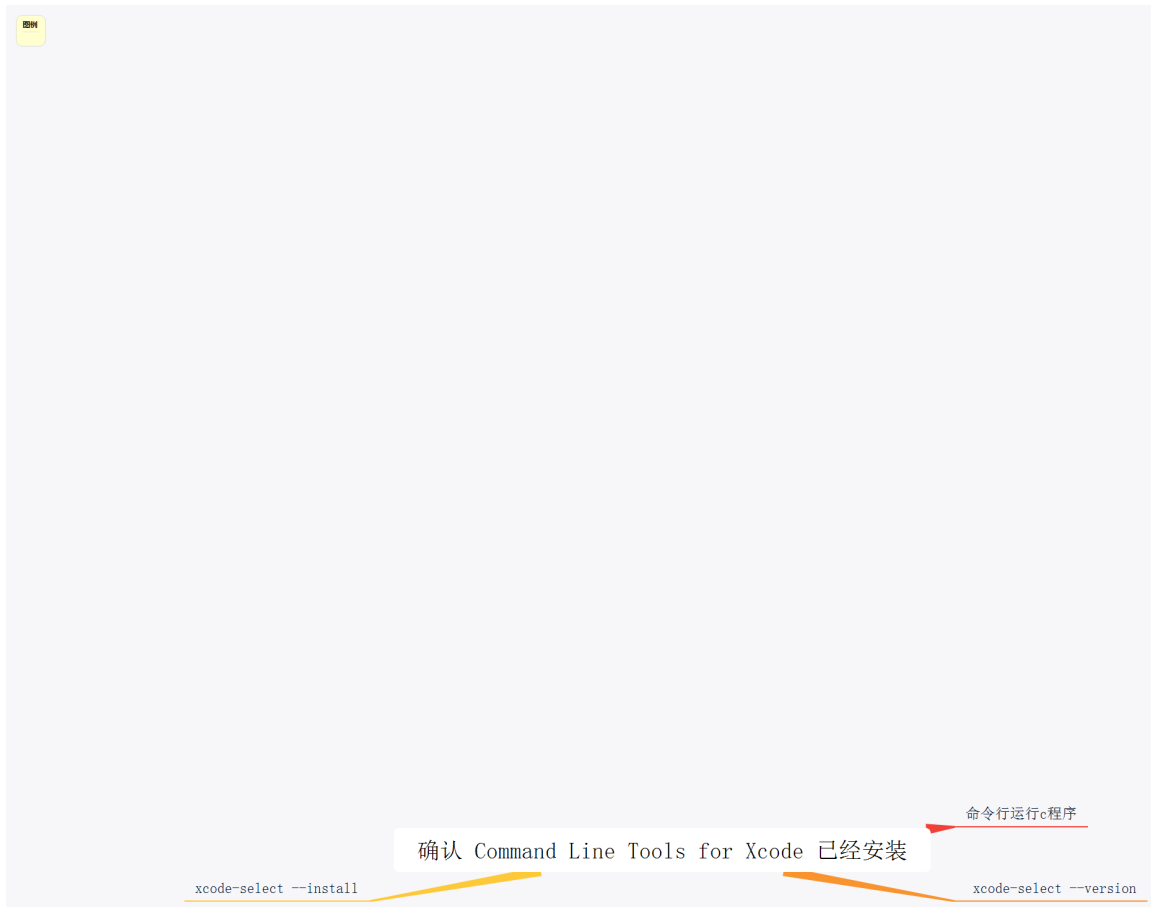 图例
命令行运行c程序
确认 Command Line Tools for Xcode 已经安装
xcode-select --install
xcode-select --version